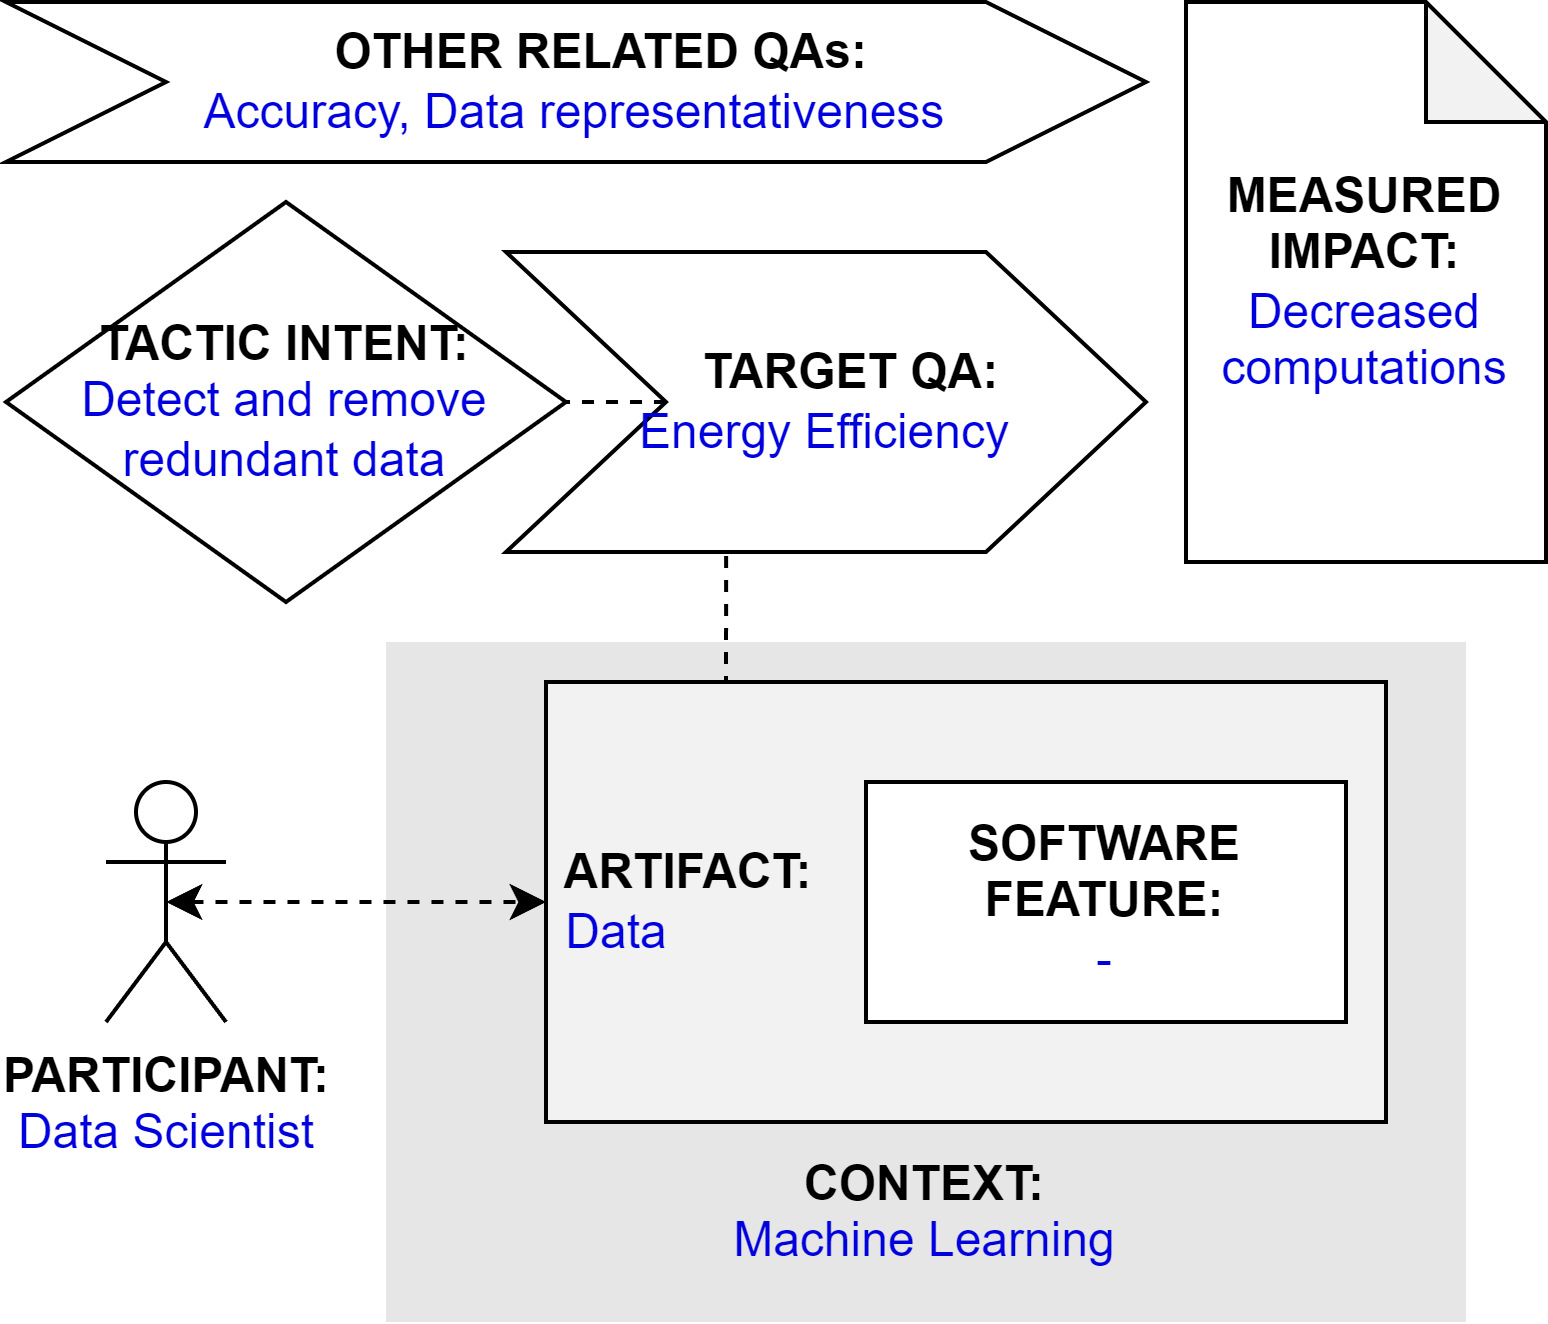 OTHER RELATED QAs:
Accuracy, Data representativeness
MEASURED
IMPACT:
Decreased
computations
TACTIC INTENT:
Detect and remove
redundant data
TARGET QA:
Energy Efficiency
ARTIFACT:
Data
SOFTWARE
FEATURE:
-
PARTICIPANT:
Data Scientist
CONTEXT:
Machine Learning